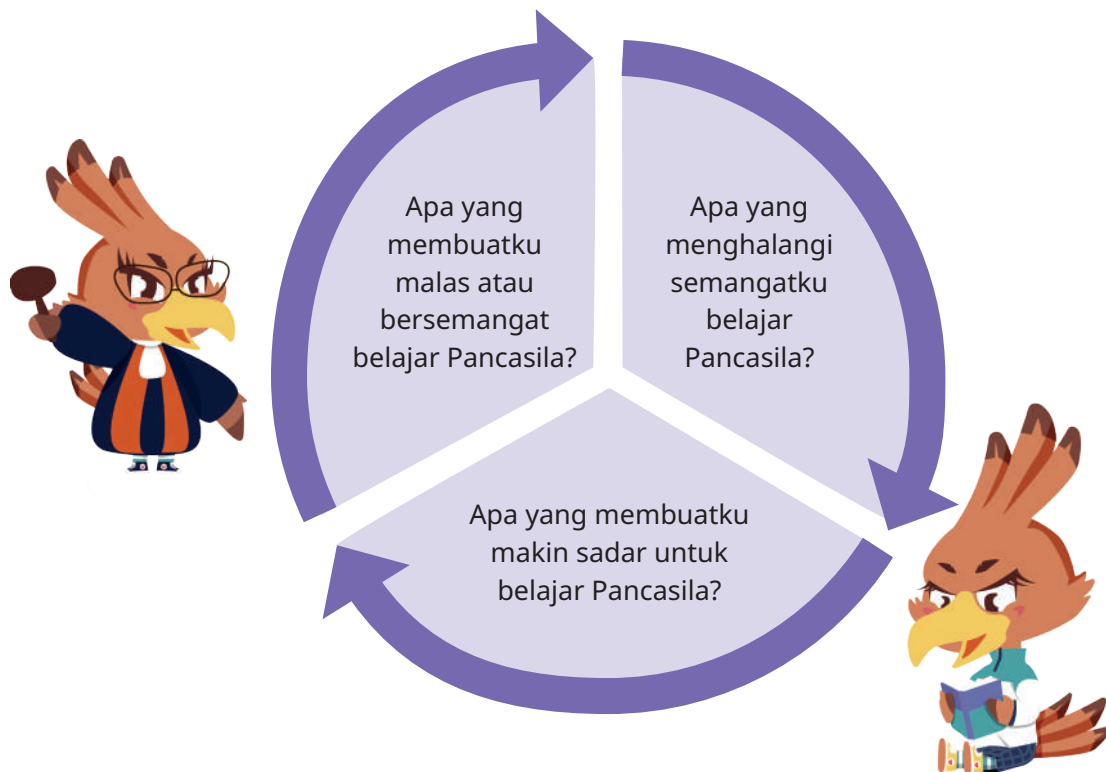 Apa yang
membuatku
malas atau
bersemangat
belajar Pancasila?
Apa yang
menghalangi
semangatku
belajar
Pancasila?
Apa yang membuatku
makin sadar untuk
belajar Pancasila?